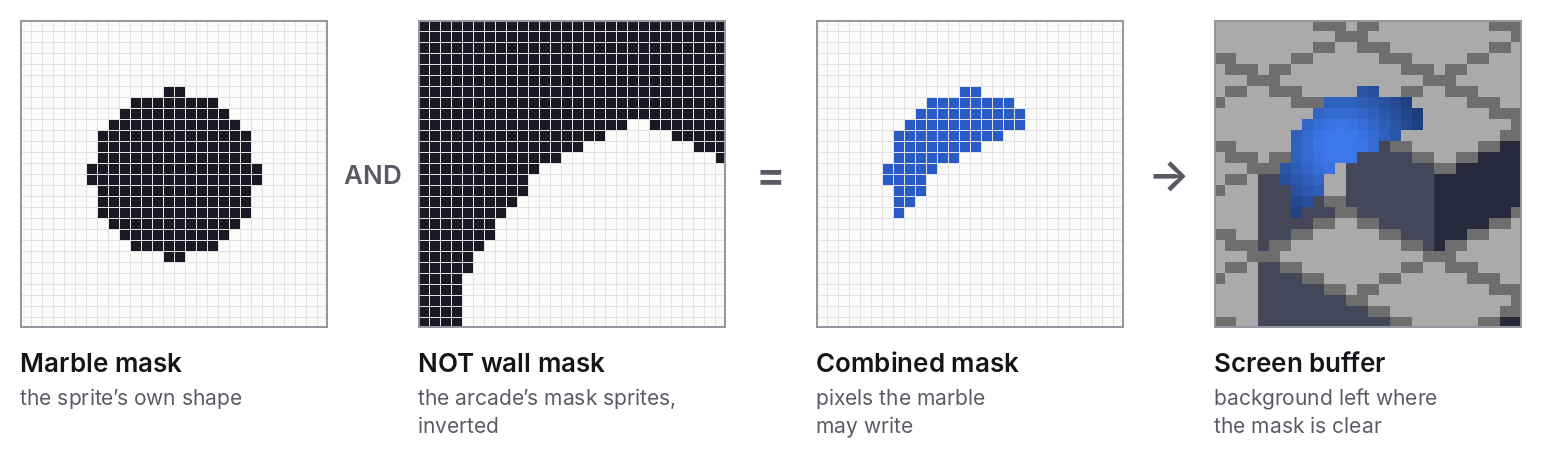 AND
=
→
Marble mask
the sprite’s own shape
NOT wall mask
the arcade’s mask sprites,
inverted
Combined mask
pixels the marble
may write
Screen buffer
background left where
the mask is clear